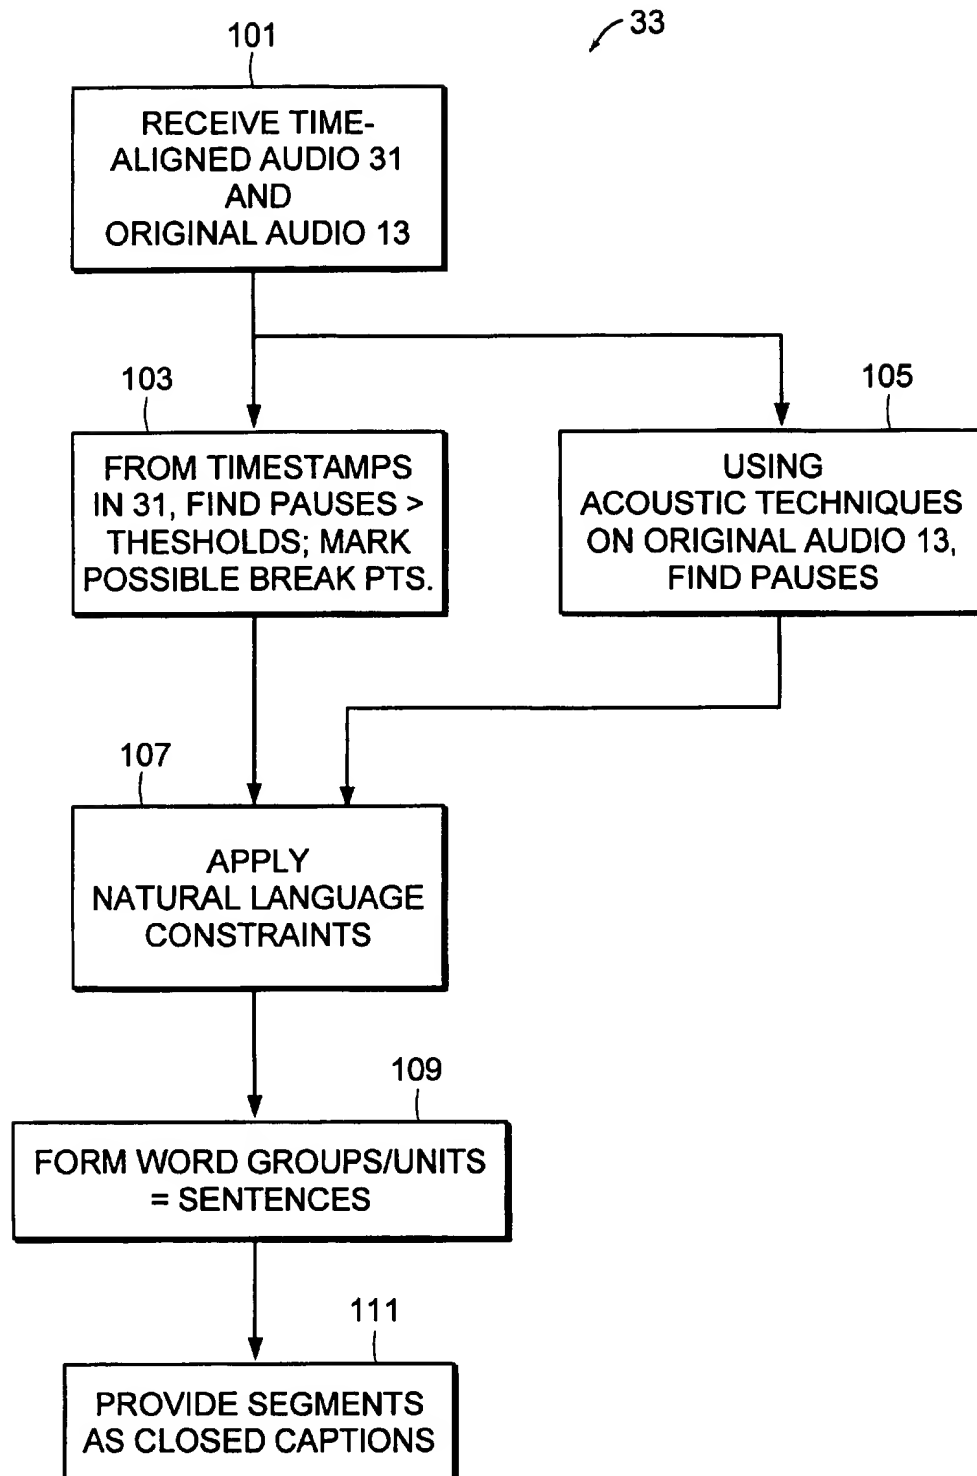 33
101
RECEIVE TIME-
ALIGNED AUDIO 31
AND
ORIGINAL AUDIO 13
103
FROM TIMESTAMPS
IN 31, FIND PAUSES >
THESHOLDS; MARK
POSSIBLE BREAK PTS.
105
USING
ACOUSTIC TECHNIQUES
ON ORIGINAL AUDIO 13,
FIND PAUSES
107
APPLY
NATURAL LANGUAGE
CONSTRAINTS
109
FORM WORD GROUPS/UNITS
= SENTENCES
111
PROVIDE SEGMENTS
AS CLOSED CAPTIONS